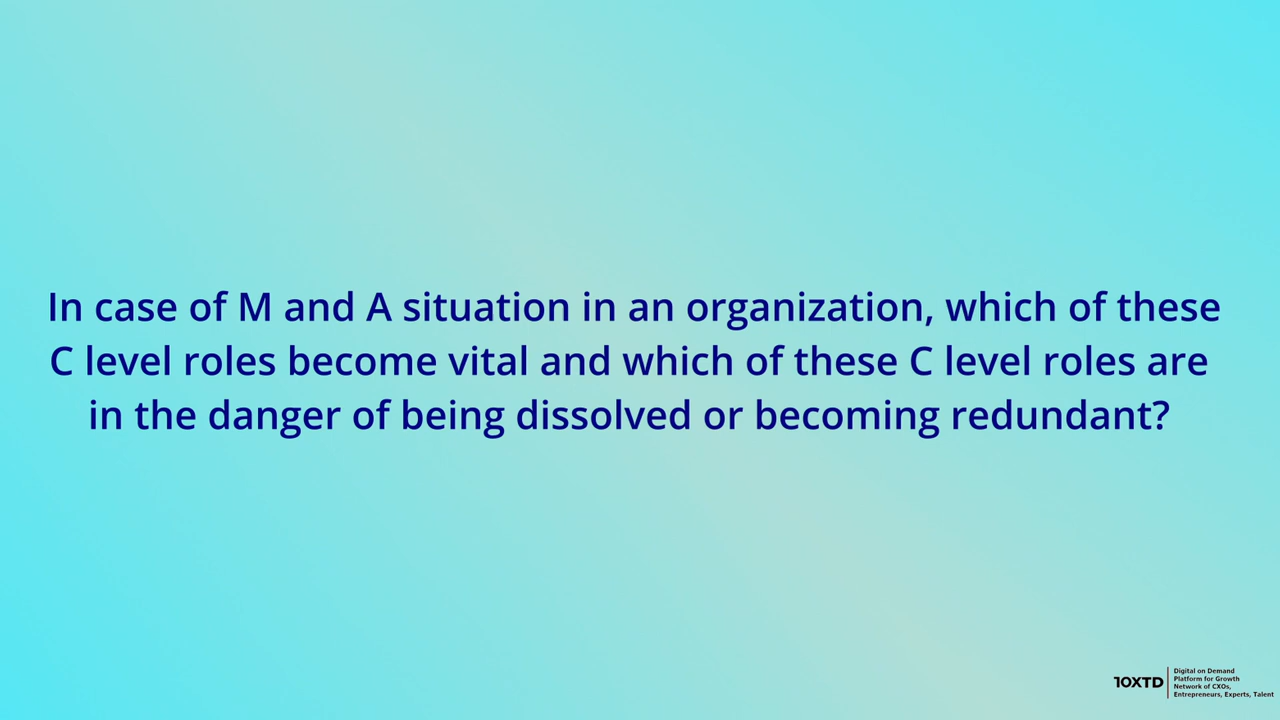 In case of M and A situation in an organization, which of these
C level roles become vital and which of these C level roles are
in the danger of being dissolved or becoming redundant?
10XTD
Digital on Demand
Platform for Growth
Network of CXOs,
Entrepreneurs, Experts, Talent